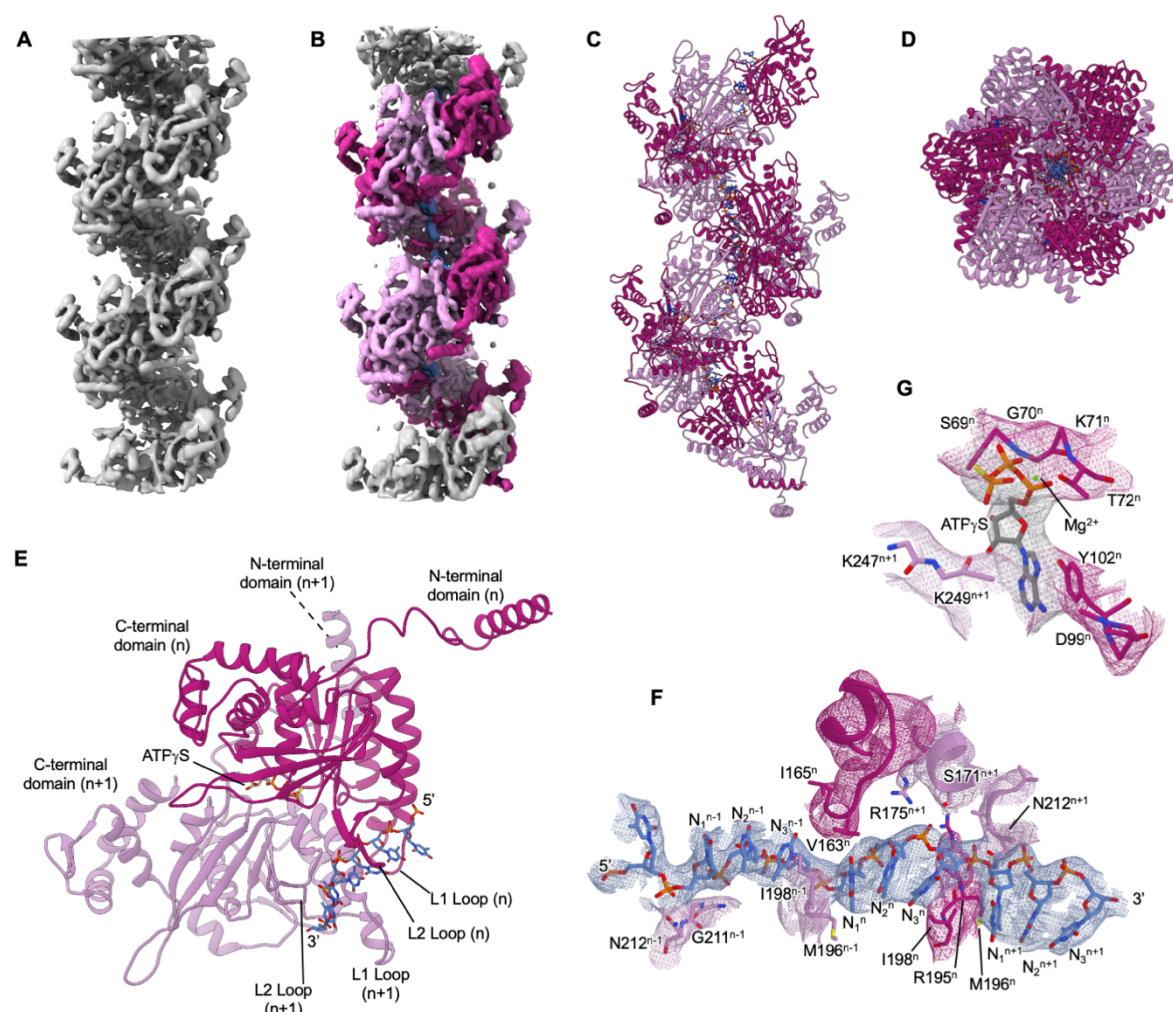 A
B
C
D
G
S69ⁿ
G70ⁿ
K71ⁿ
T72ⁿ
ATPγS
Mg²⁺
K247ⁿ⁺¹
Y102ⁿ
K249ⁿ⁺¹
D99ⁿ
E
N-terminal
domain (n+1)
N-terminal
domain (n)
C-terminal
domain (n)
ATPγS
C-terminal
domain (n+1)
5'
L1 Loop (n)
L2 Loop (n)
3'
L2 Loop
(n+1)
L1 Loop
(n+1)
F
I165ⁿ
S171ⁿ⁺¹
R175ⁿ⁺¹
N212ⁿ⁺¹
N₁ⁿ⁻¹
N₂ⁿ⁻¹
N₃ⁿ⁻¹
V163ⁿ
5'
I198ⁿ⁻¹
N₁ⁿ
N₂ⁿ
N₃ⁿ
3'
N212ⁿ⁻¹
G211ⁿ⁻¹
M196ⁿ⁻¹
I198ⁿ
R195ⁿ
M196ⁿ
N₁ⁿ⁺¹
N₂ⁿ⁺¹
N₃ⁿ⁺¹